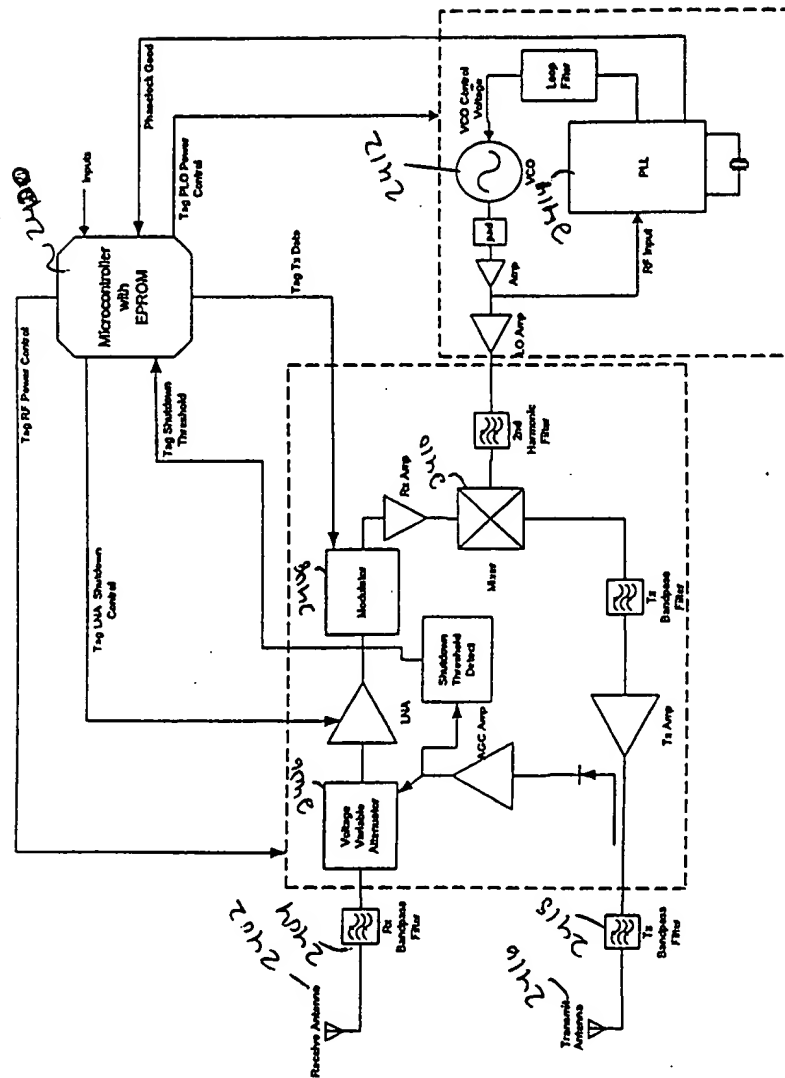 Receive Antenna
2402
2404
Rx
Bandpass
Filter
Transmit
Antenna
2416
2415
Tx
Bandpass
Filter
Tag RF Power Control
Tag LNA Shutdown
Control
Tag Shutdown
Threshold
Microcontroller
with
EPROM
Inputs
Phaselock Good
Tag PLO Power
Control
Tag Tx Data
Voltage
Variable
Attenuator
2406
LNA
Modulator
2408
Shutdown
Threshold
Detect
AGC Amp
Rx Amp
2410
Mixer
2nd
Harmonic
Filter
Tx
Bandpass
Filter
Tx Amp
LO Amp
Amp
pad
VCO
2412
VCO Control
Voltage
Loop
Filter
PLL
2414
RF Input